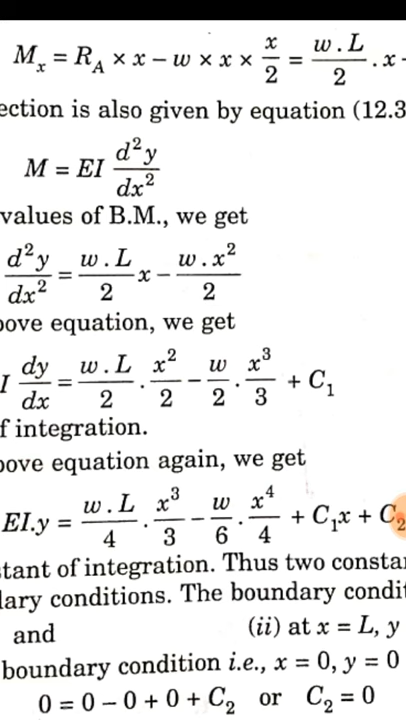 Mₓ = R_A × x − w × x × x/2 = w . L/2 . x −
ection is also given by equation (12.3
M = EI d²y/dx²
values of B.M., we get
d²y/dx² = w . L/2 x − w . x²/2
ove equation, we get
I dy/dx = w . L/2 . x²/2 − w/2 . x³/3 + C₁
f integration.
ove equation again, we get
EI.y = w . L/4 . x³/3 − w/6 . x⁴/4 + C₁x + C₂
tant of integration. Thus two consta
lary conditions. The boundary condit
and (ii) at x = L, y
boundary condition i.e., x = 0, y = 0
0 = 0 − 0 + 0 + C₂ or C₂ = 0